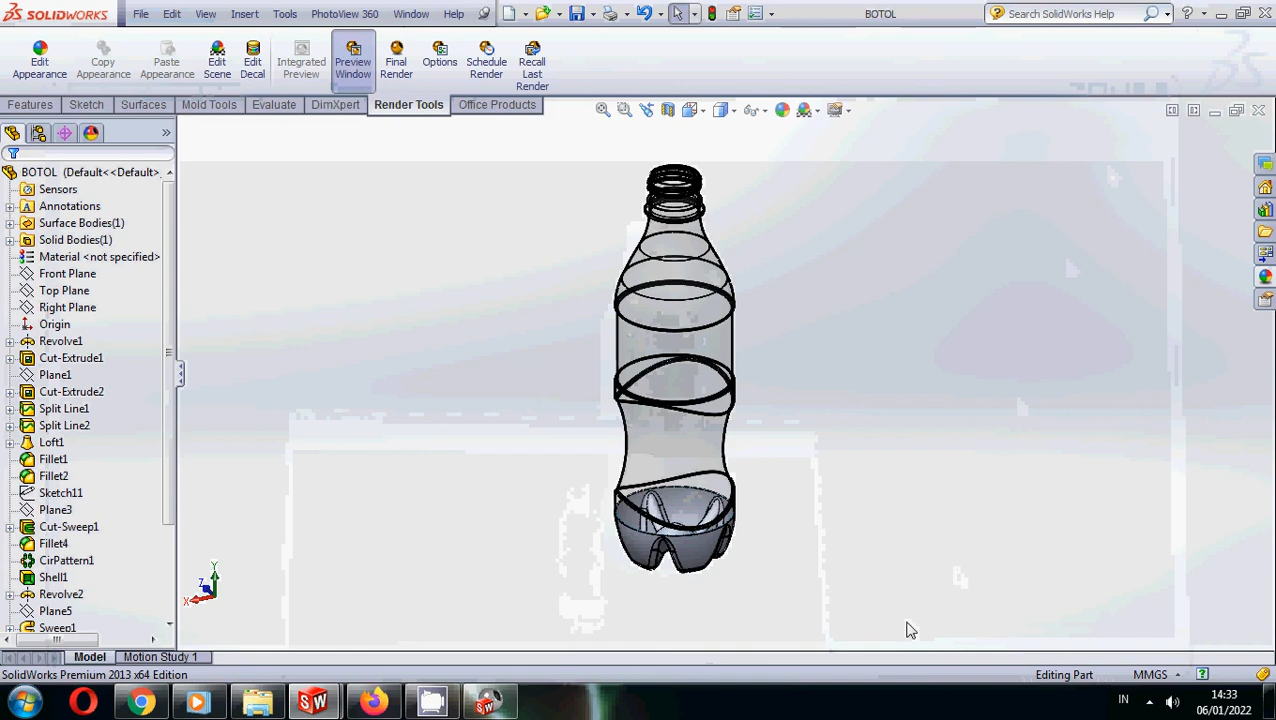 SOLIDWORKS File Edit View Insert Tools PhotoView 360 Window Help BOTOL Search SolidWorks Help
Edit Appearance
Copy Appearance
Paste Appearance
Edit Scene
Edit Decal
Integrated Preview
Preview Window
Final Render
Options
Schedule Render
Recall Last Render
Features Sketch Surfaces Mold Tools Evaluate DimXpert Render Tools Office Products
BOTOL (Default<<Default>
Sensors
Annotations
Surface Bodies(1)
Solid Bodies(1)
Material <not specified>
Front Plane
Top Plane
Right Plane
Origin
Revolve1
Cut-Extrude1
Plane1
Cut-Extrude2
Split Line1
Split Line2
Loft1
Fillet1
Fillet2
Sketch11
Plane3
Cut-Sweep1
Fillet4
CirPattern1
Shell1
Revolve2
Plane5
Sweep1
Y
Z
X
Model Motion Study 1
SolidWorks Premium 2013 x64 Edition Editing Part MMGS
IN 14:33
06/01/2022